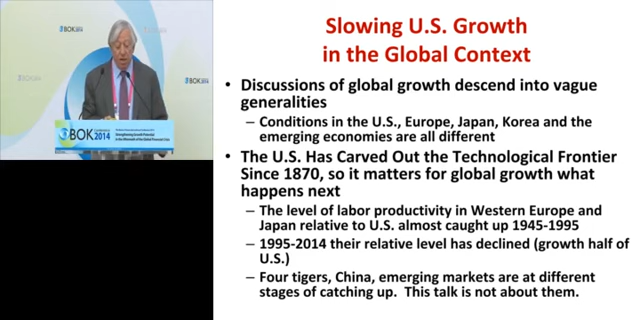 Slowing U.S. Growth
in the Global Context
• Discussions of global growth descend into vague
generalities
– Conditions in the U.S., Europe, Japan, Korea and the
emerging economies are all different
• The U.S. Has Carved Out the Technological Frontier
Since 1870, so it matters for global growth what
happens next
– The level of labor productivity in Western Europe and
Japan relative to U.S. almost caught up 1945-1995
– 1995-2014 their relative level has declined (growth half of
U.S.)
– Four tigers, China, emerging markets are at different
stages of catching up.  This talk is not about them.
BOK 2014
BOK
2014